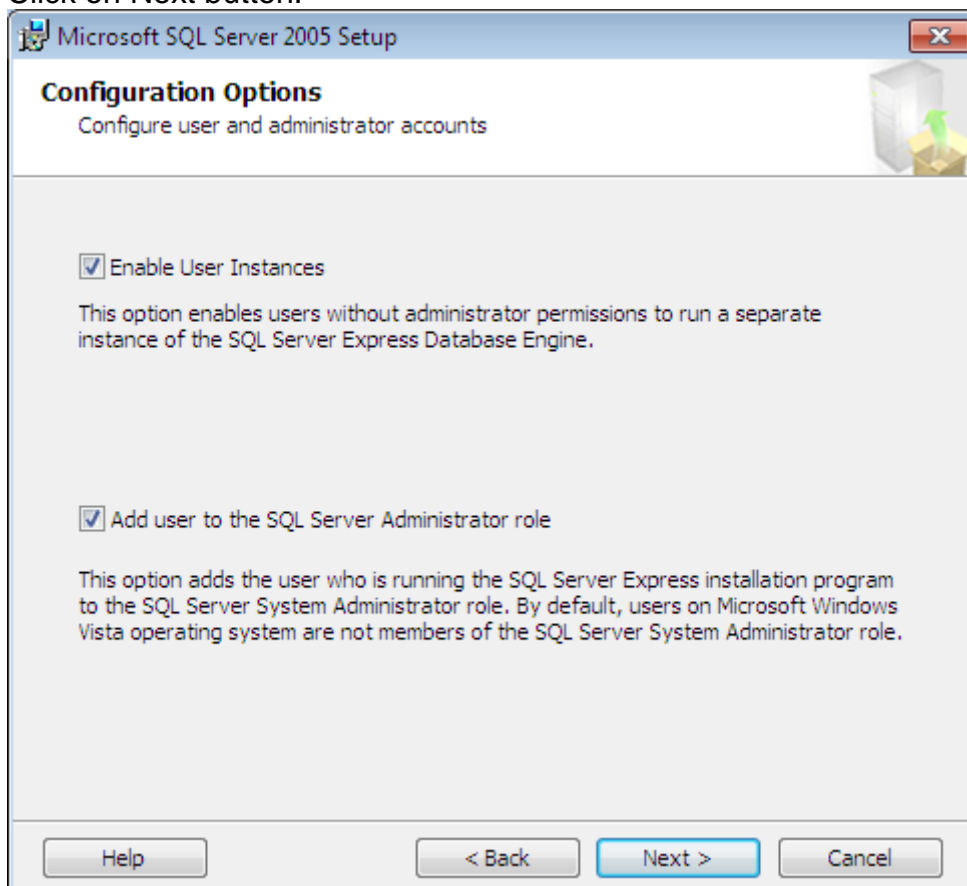 Click on Next button.
Microsoft SQL Server 2005 Setup
Configuration Options
Configure user and administrator accounts
Enable User Instances
This option enables users without administrator permissions to run a separate
instance of the SQL Server Express Database Engine.
Add user to the SQL Server Administrator role
This option adds the user who is running the SQL Server Express installation program
to the SQL Server System Administrator role. By default, users on Microsoft Windows
Vista operating system are not members of the SQL Server System Administrator role.
Help
< Back
Next >
Cancel